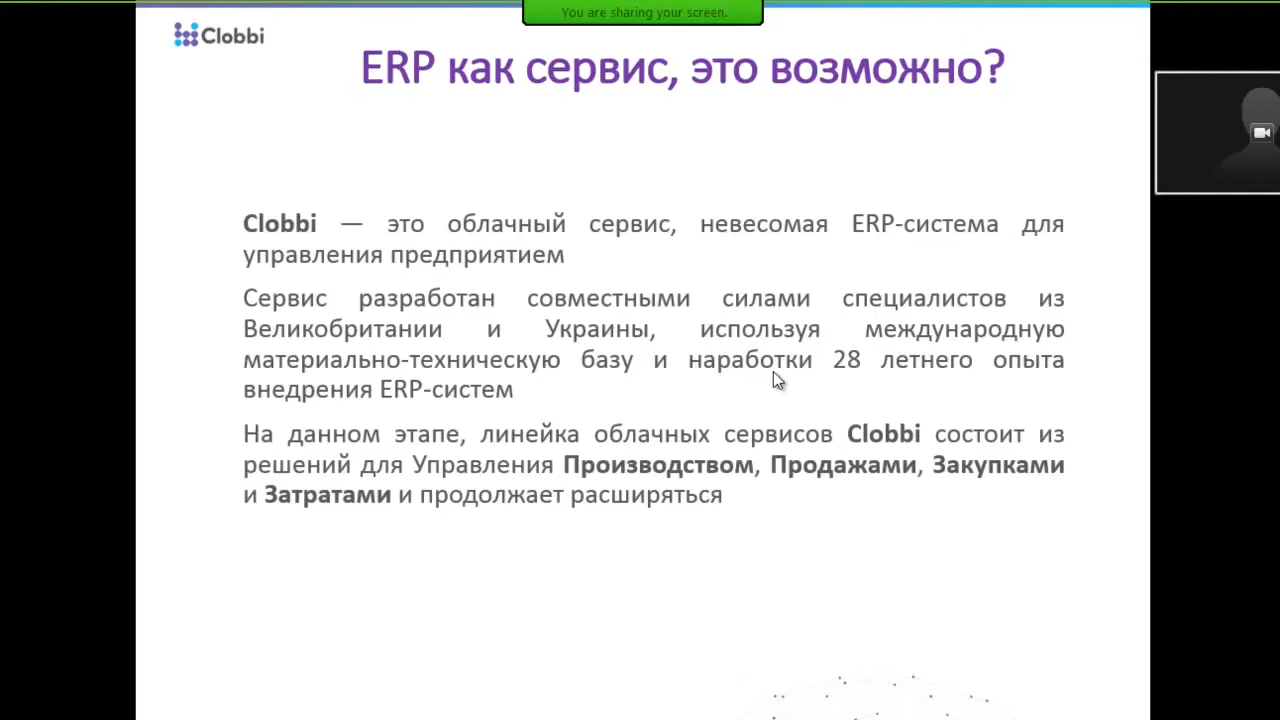 You are sharing your screen.
Clobbi
ERP как сервис, это возможно?
Clobbi — это облачный сервис, невесомая ERP-система для
управления предприятием
Сервис разработан совместными силами специалистов из
Великобритании и Украины, используя международную
материально-техническую базу и наработки 28 летнего опыта
внедрения ERP-систем
На данном этапе, линейка облачных сервисов Clobbi состоит из
решений для Управления Производством, Продажами, Закупками
и Затратами и продолжает расширяться